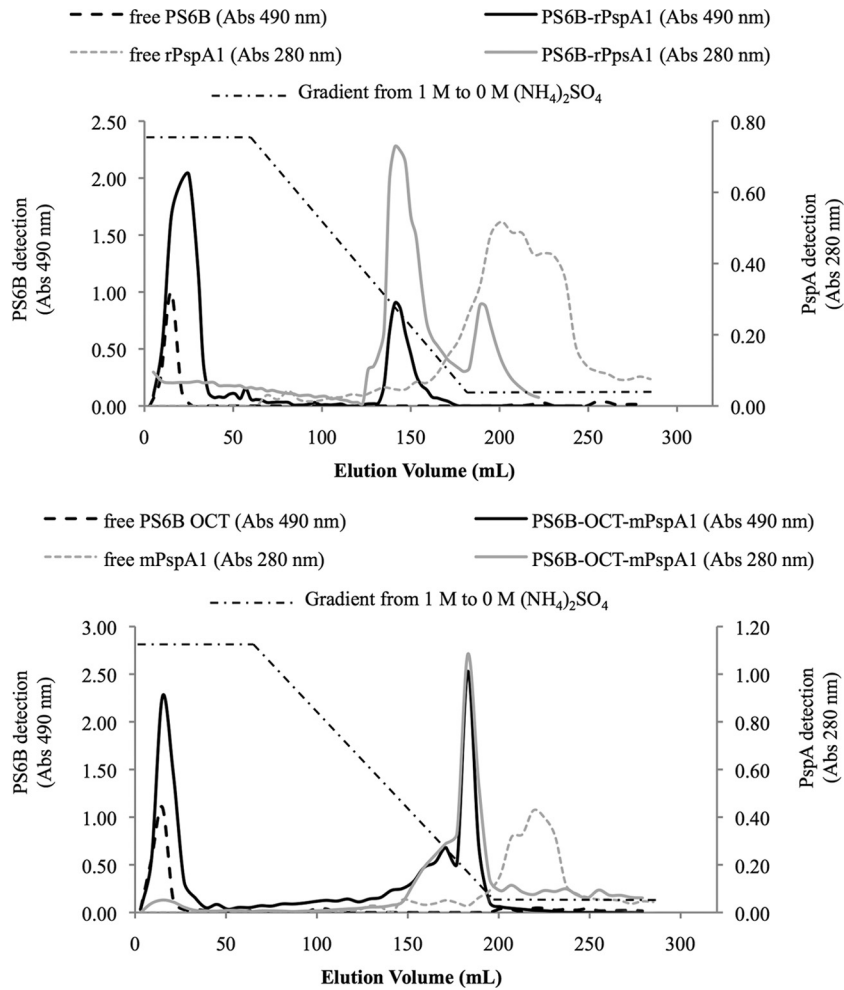 free PS6B (Abs 490 nm) PS6B-rPspA1 (Abs 490 nm)
free rPspA1 (Abs 280 nm) PS6B-rPpsA1 (Abs 280 nm)
Gradient from 1 M to 0 M (NH4)2SO4
2.50 0.80
2.00
0.60
1.50
0.40
1.00
0.20
0.50
0.00 0.00
PS6B detection
(Abs 490 nm)
PspA detection
(Abs 280 nm)
0 50 100 150 200 250 300
Elution Volume (mL)
free PS6B OCT (Abs 490 nm) PS6B-OCT-mPspA1 (Abs 490 nm)
free mPspA1 (Abs 280 nm) PS6B-OCT-mPspA1 (Abs 280 nm)
Gradient from 1 M to 0 M (NH4)2SO4
3.00 1.20
2.50 1.00
2.00 0.80
1.50 0.60
1.00 0.40
0.50 0.20
0.00 0.00
PS6B detection
(Abs 490 nm)
PspA detection
(Abs 280 nm)
0 50 100 150 200 250 300
Elution Volume (mL)